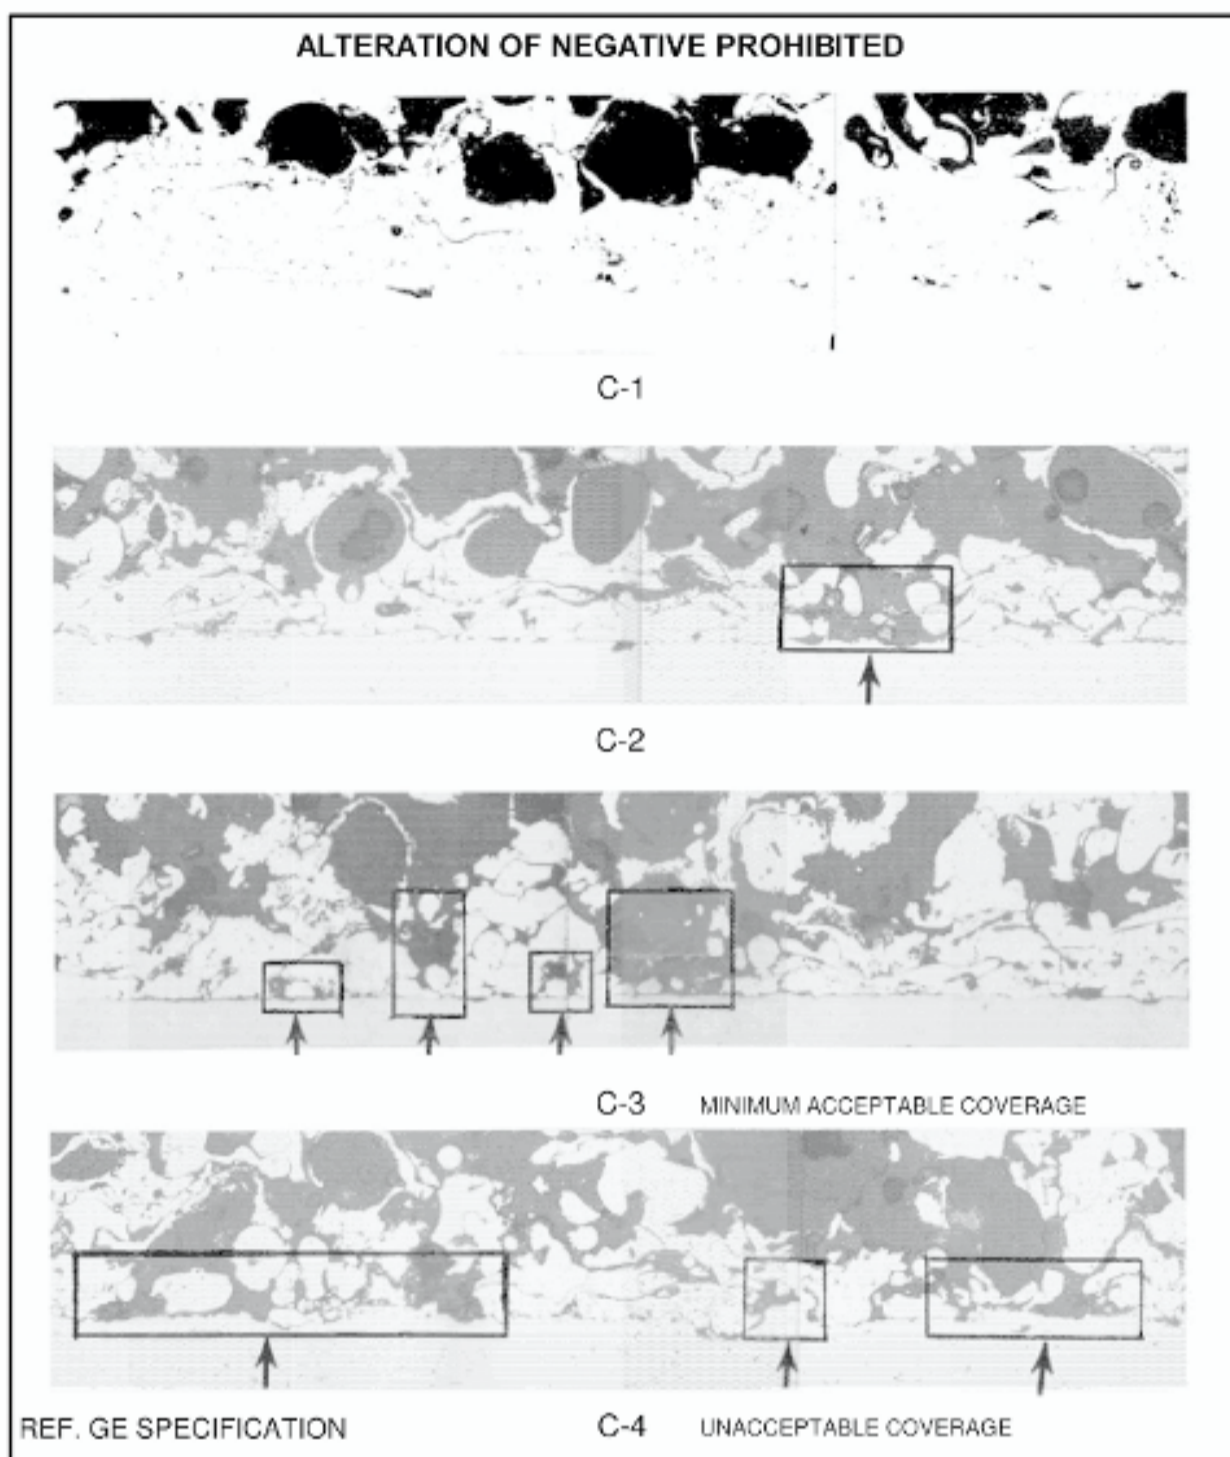 ALTERATION OF NEGATIVE PROHIBITED
C-1
C-2
C-3 MINIMUM ACCEPTABLE COVERAGE
REF. GE SPECIFICATION C-4 UNACCEPTABLE COVERAGE